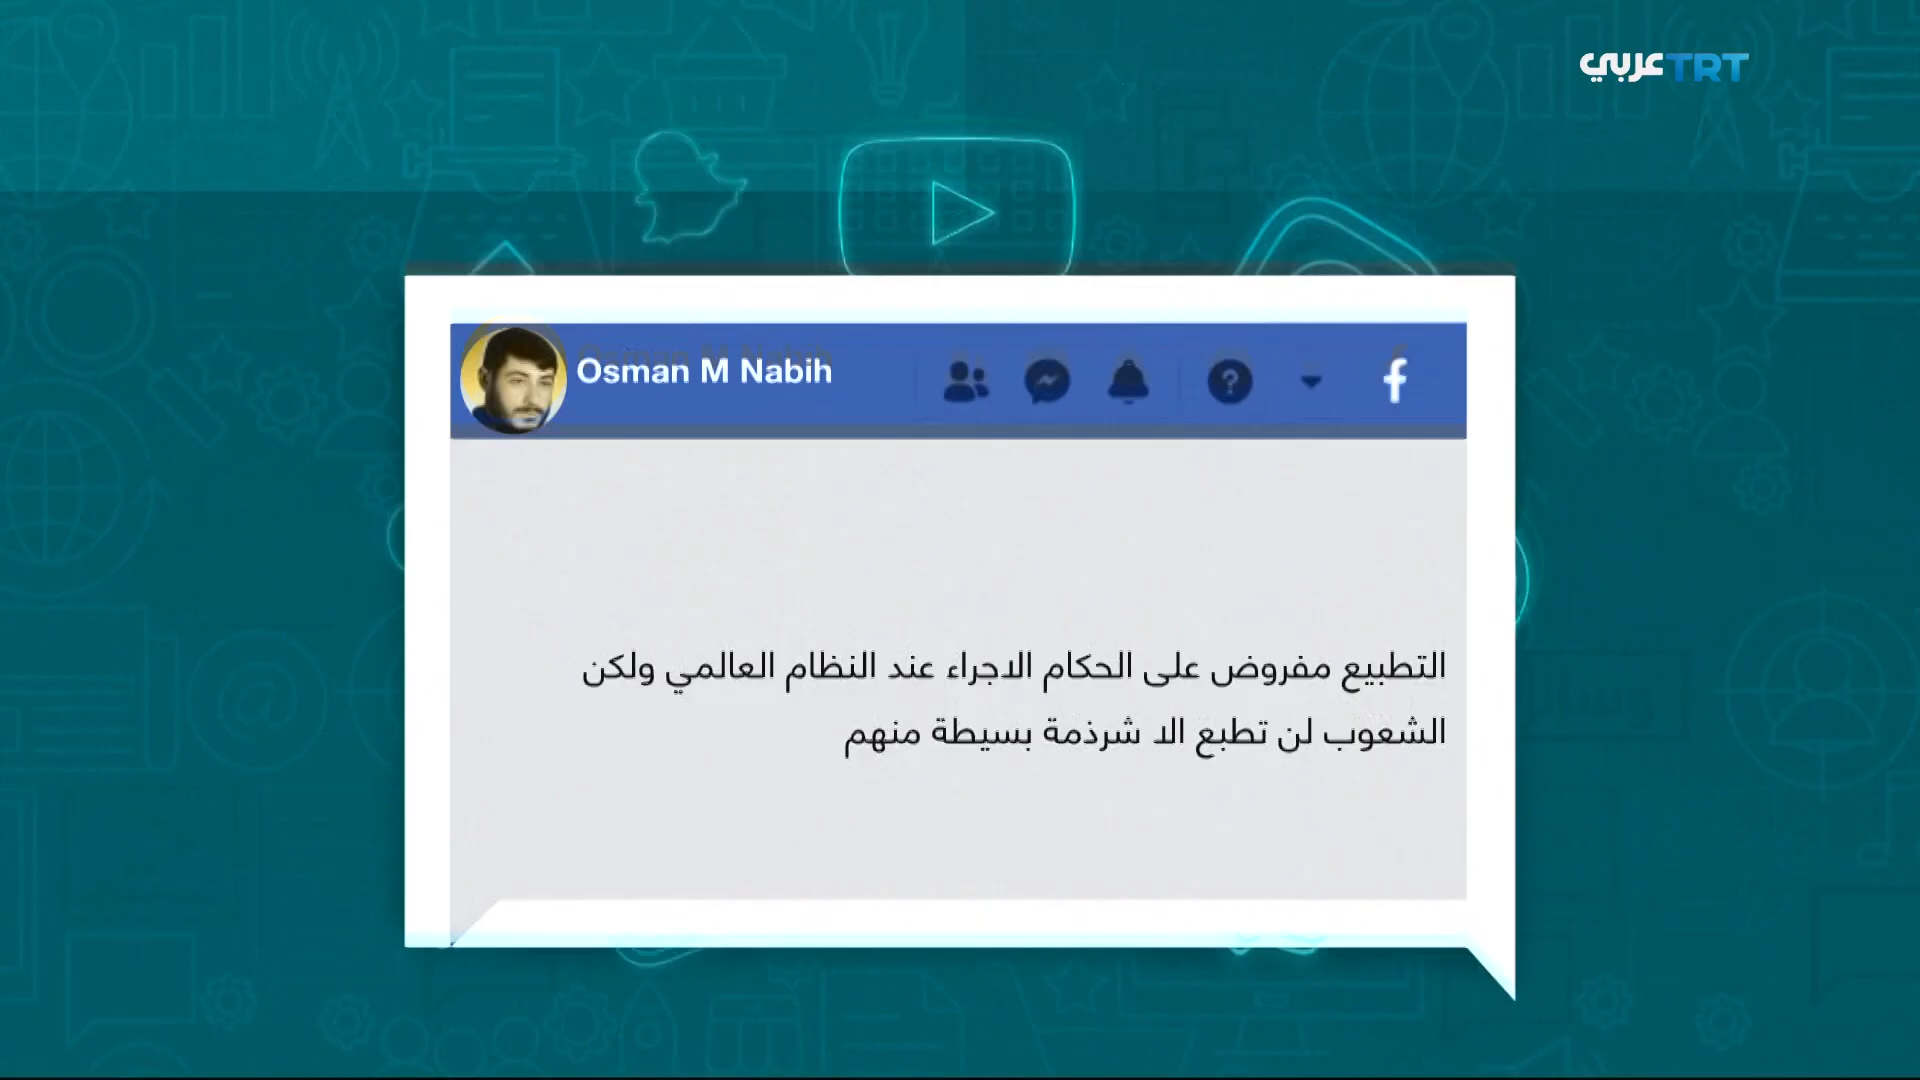 TRT عربي
Osman M Nabih
التطبيع مفروض على الحكام الاجراء عند النظام العالمي ولكن
الشعوب لن تطبع الا شرذمة بسيطة منهم